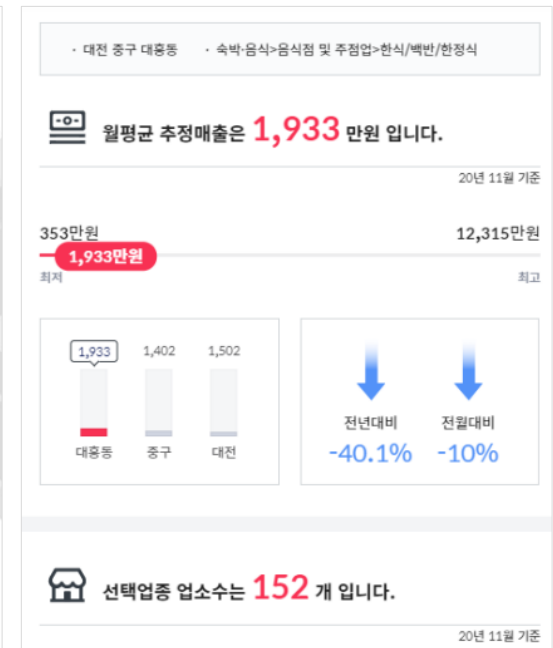 · 대전 중구 대흥동 · 숙박·음식>음식점 및 주점업>한식/백반/한정식
월평균 추정매출은 1,933 만원 입니다.
20년 11월 기준
353만원 12,315만원
1,933만원
최저 최고
1,933 1,402 1,502
대흥동 중구 대전
전년대비 전월대비
-40.1% -10%
선택업종 업소수는 152 개 입니다.
20년 11월 기준